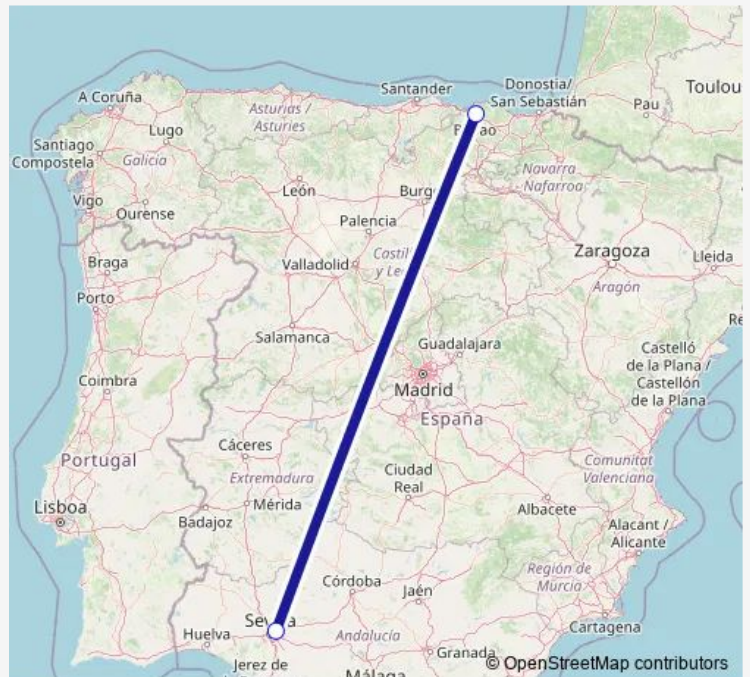 A Coruña
Lugo
Santiago
Compostela
Galicia
Vigo
Ourense
Asturias /
Asturies
Santander
Donostia/
San Sebastián
Pau
Toulou
León
Palencia
Navarra
- Nafarroa
Braga
Porto
Valladolid
Zaragoza
Lleida
Aragón
Salamanca
Guadalajara
Madrid
España
Castelló
de la Plana /
Castellón
de la Plana
Coimbra
Portugal
Cáceres
Extremadura
Mérida
Badajoz
Lisboa
Ciudad
Real
Albacete
Comunitat
Valenciana
Alacant /
Alicante
Región de
Murcia
Cartagena
Córdoba
Jaén
Huelva
Andalucía
Granada
Jerez de
Málaga
© OpenStreetMap contributors